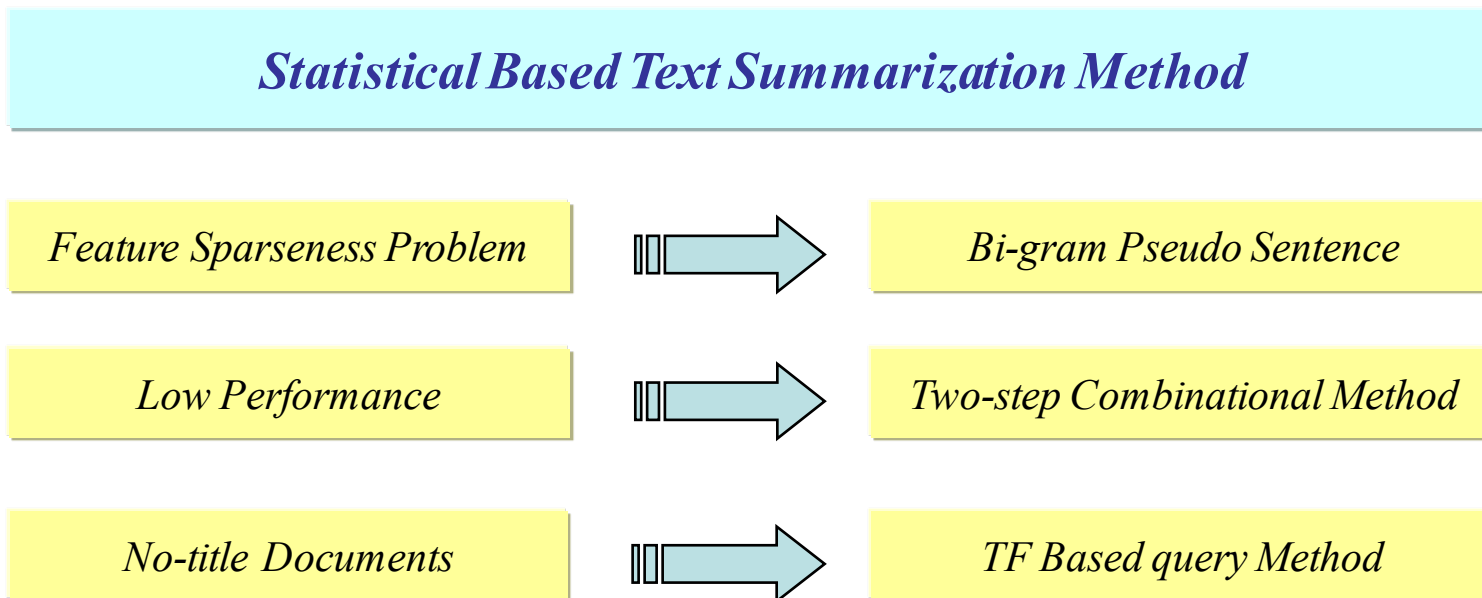 Statistical Based Text Summarization Method
Feature Sparseness Problem
Bi-gram Pseudo Sentence
Low Performance
Two-step Combinational Method
No-title Documents
TF Based query Method